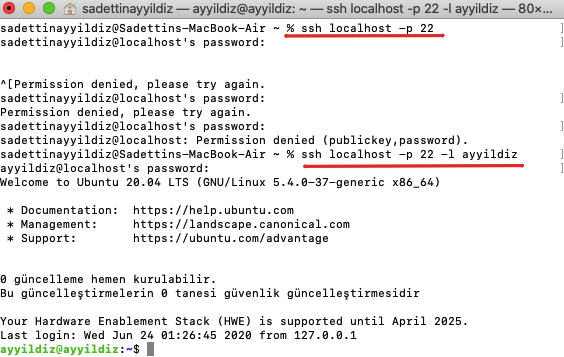 sadettinayyildiz — ayyildiz@ayyildiz: ~ — ssh localhost -p 22 -l ayyildiz — 80×...
sadettinayyildiz@Sadettins-MacBook-Air ~ % ssh localhost -p 22
sadettinayyildiz@localhost's password:
^[Permission denied, please try again.
sadettinayyildiz@localhost's password:
Permission denied, please try again.
sadettinayyildiz@localhost's password:
sadettinayyildiz@localhost: Permission denied (publickey,password).
sadettinayyildiz@Sadettins-MacBook-Air ~ % ssh localhost -p 22 -l ayyildiz
ayyildiz@localhost's password:
Welcome to Ubuntu 20.04 LTS (GNU/Linux 5.4.0-37-generic x86_64)
* Documentation:  https://help.ubuntu.com
* Management:     https://landscape.canonical.com
* Support:        https://ubuntu.com/advantage
0 güncelleme hemen kurulabilir.
Bu güncelleştirmelerin 0 tanesi güvenlik güncelleştirmesidir
Your Hardware Enablement Stack (HWE) is supported until April 2025.
Last login: Wed Jun 24 01:26:45 2020 from 127.0.0.1
ayyildiz@ayyildiz:~$